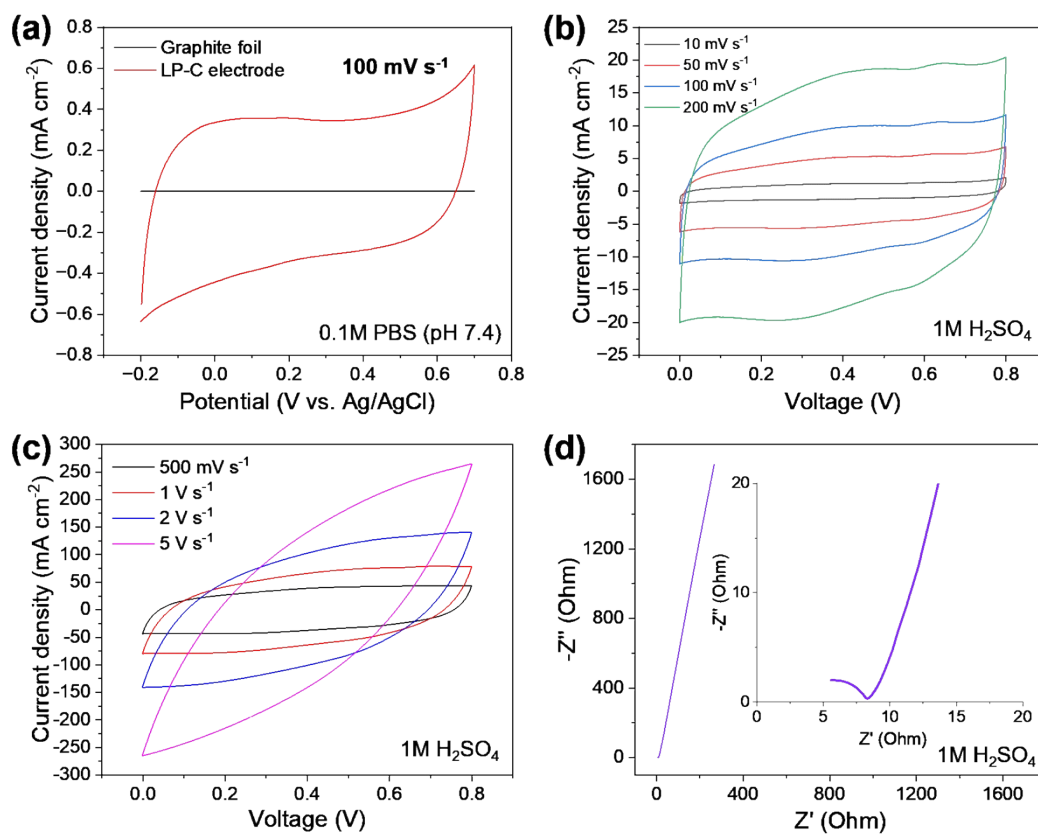 (a)
Graphite foil
LP-C electrode
100 mV s⁻¹
0.8
0.6
0.4
0.2
0.0
−0.2
−0.4
−0.6
−0.8
Current density (mA cm⁻²)
0.1M PBS (pH 7.4)
−0.2
0.0
0.2
0.4
0.6
0.8
Potential (V vs. Ag/AgCl)
(b)
10 mV s⁻¹
50 mV s⁻¹
100 mV s⁻¹
200 mV s⁻¹
25
20
15
10
5
0
−5
−10
−15
−20
−25
Current density (mA cm⁻²)
1M H₂SO₄
0.0
0.2
0.4
0.6
0.8
Voltage (V)
(c)
500 mV s⁻¹
1 V s⁻¹
2 V s⁻¹
5 V s⁻¹
300
250
200
150
100
50
0
−50
−100
−150
−200
−250
−300
Current density (mA cm⁻²)
1M H₂SO₄
0.0
0.2
0.4
0.6
0.8
Voltage (V)
(d)
1600
1200
800
400
0
-Z'' (Ohm)
20
10
0
-Z'' (Ohm)
0
5
10
15
20
Z' (Ohm)
1M H₂SO₄
0
400
800
1200
1600
Z' (Ohm)